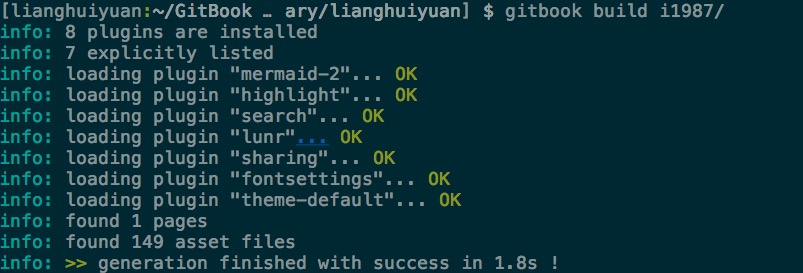 [lianghuiyuan:~/GitBook … ary/lianghuiyuan] $ gitbook build i1987/
info: 8 plugins are installed
info: 7 explicitly listed
info: loading plugin "mermaid-2"... OK
info: loading plugin "highlight"... OK
info: loading plugin "search"... OK
info: loading plugin "lunr"... OK
info: loading plugin "sharing"... OK
info: loading plugin "fontsettings"... OK
info: loading plugin "theme-default"... OK
info: found 1 pages
info: found 149 asset files
info: >> generation finished with success in 1.8s !